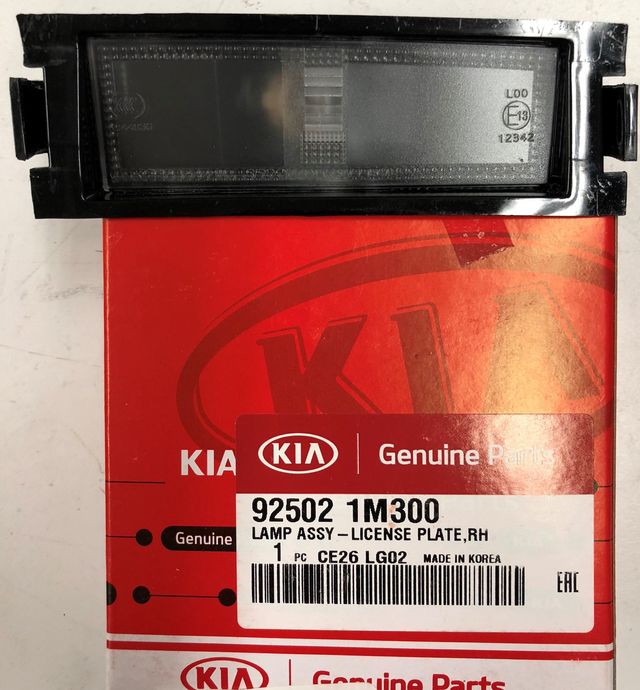 LOO
E13
12342
KIA
KIA
KIA Genuine Parts
92502 1M300
LAMP ASSY-LICENSE PLATE,RH
Genuine
1 PC CE26 LG02 MADE IN KOREA
EAC
KIA Genuine Parts